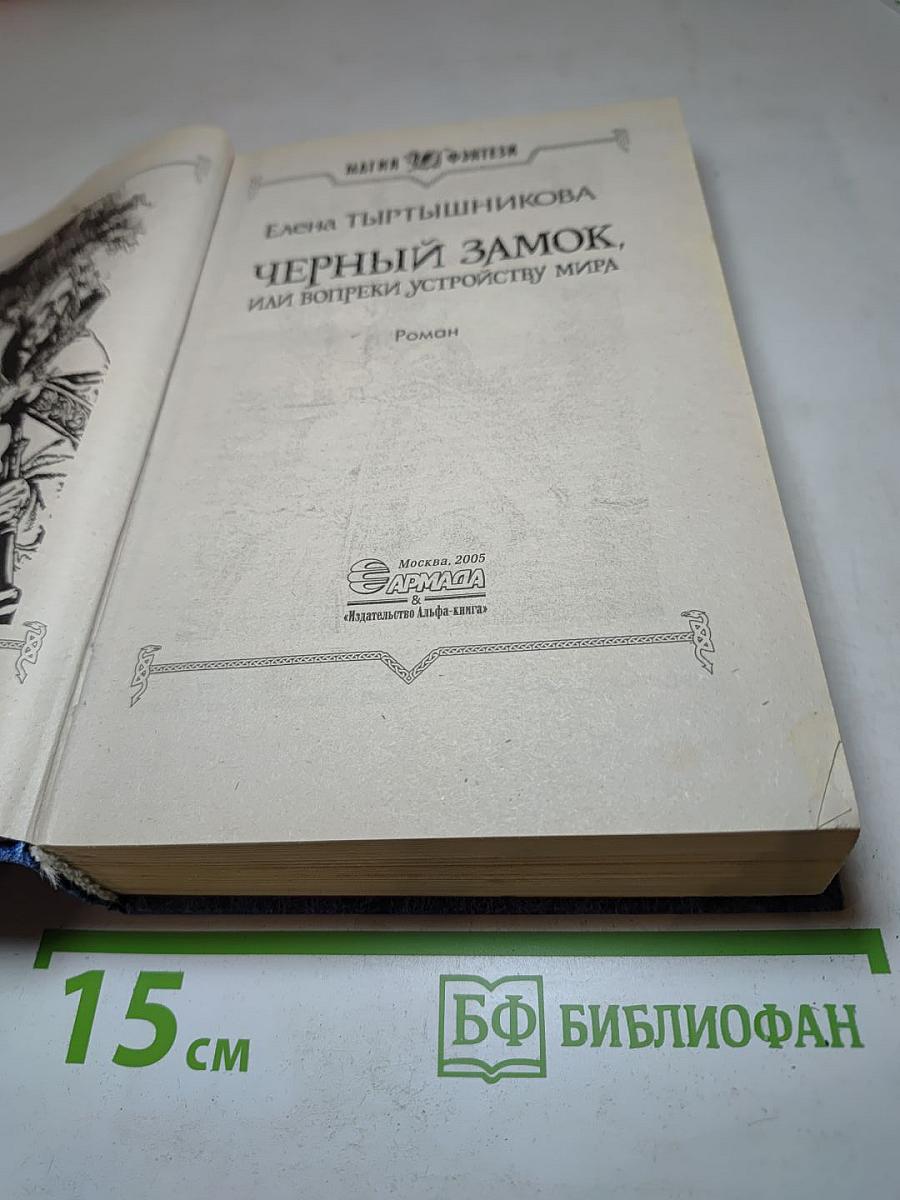 МАГИЯ ФЭНТЕЗИ
Елена ТЫРТЫШНИКОВА
ЧЕРНЫЙ ЗАМОК,
ИЛИ ВОПРЕКИ УСТРОЙСТВУ МИРА
Роман
Москва, 2005
АРМАДА
&
«Издательство Альфа-книга»
15 см
БФ БИБЛИОФАН